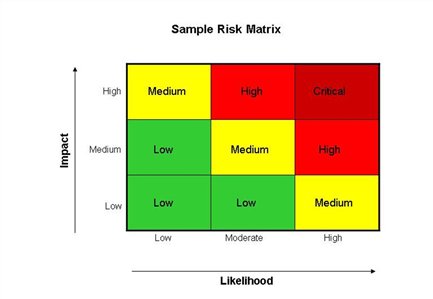 Sample Risk Matrix
Impact
High
Medium
High
Critical
Medium
Low
Medium
High
Low
Low
Low
Medium
Low
Moderate
High
Likelihood